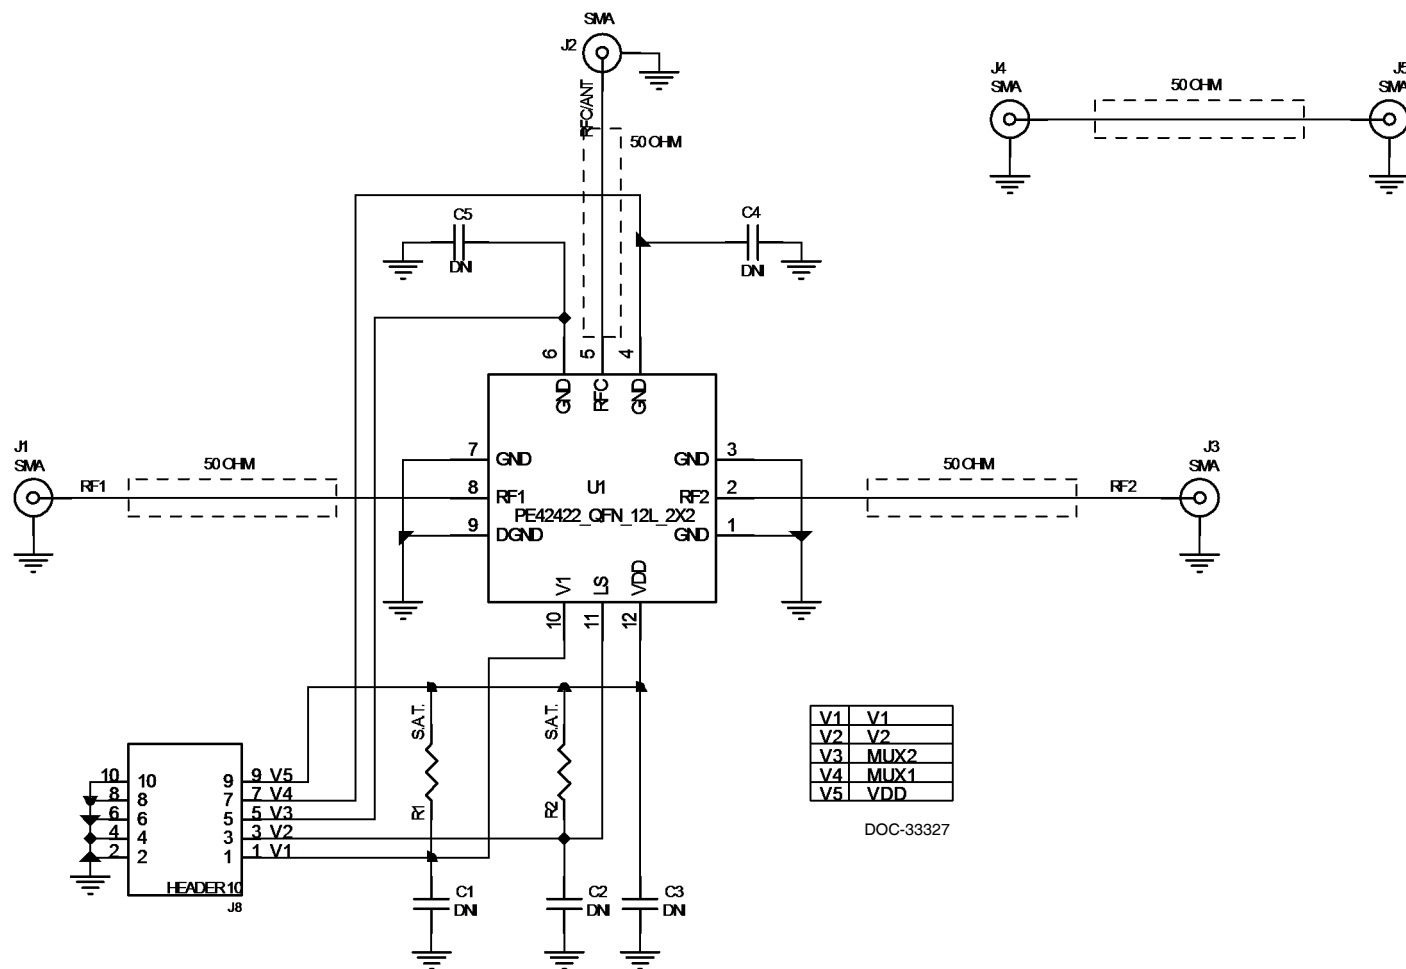 SMA
J2
RFC/ANT
50 OHM
J4
SMA
50 OHM
J5
SMA
C5
DNI
C4
DNI
6
5
4
GND
RFC
GND
J1
SMA
RF1
50 OHM
7
GND
8
RF1
9
DGND
U1
PE42422_QFN_12L_2X2
GND
3
RF2
2
GND
1
50 OHM
RF2
J3
SMA
V1
LS
VDD
10
11
12
S.A.T.
R1
S.A.T.
R2
10 10
8 8
6 6
4 4
2 2
9 9 V5
7 7 V4
5 5 V3
3 3 V2
1 1 V1
HEADER 10
J8
C1
DNI
C2
DNI
C3
DNI
V1 V1
V2 V2
V3 MUX2
V4 MUX1
V5 VDD
DOC-33327